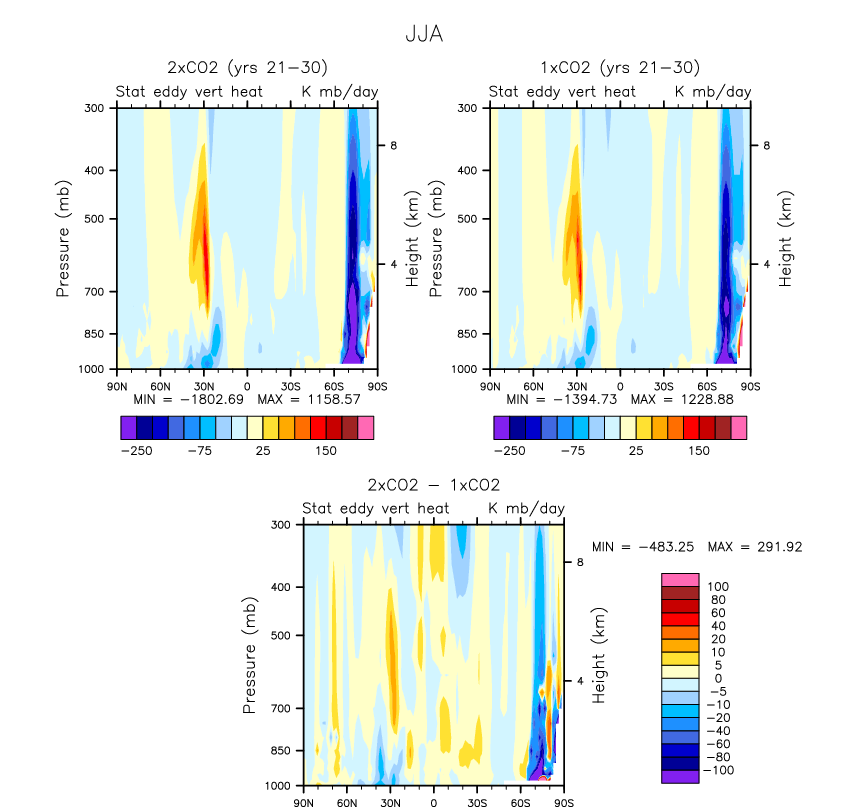 JJA
2xCO2 (yrs 21−30)
1xCO2 (yrs 21−30)
Stat eddy vert heat K mb/day
Stat eddy vert heat K mb/day
300
400
500
700
850
1000
Pressure (mb)
8
4
Height (km)
90N 60N 30N 0 30S 60S 90S
MIN = −1802.69 MAX = 1158.57
−250 −75 25 150
300
400
500
700
850
1000
Pressure (mb)
8
4
Height (km)
90N 60N 30N 0 30S 60S 90S
MIN = −1394.73 MAX = 1228.88
−250 −75 25 150
2xCO2 − 1xCO2
Stat eddy vert heat K mb/day
300
400
500
700
850
1000
Pressure (mb)
8
4
Height (km)
90N 60N 30N 0 30S 60S 90S
MIN = −483.25 MAX = 291.92
100
80
60
40
20
10
5
0
−5
−10
−20
−40
−60
−80
−100